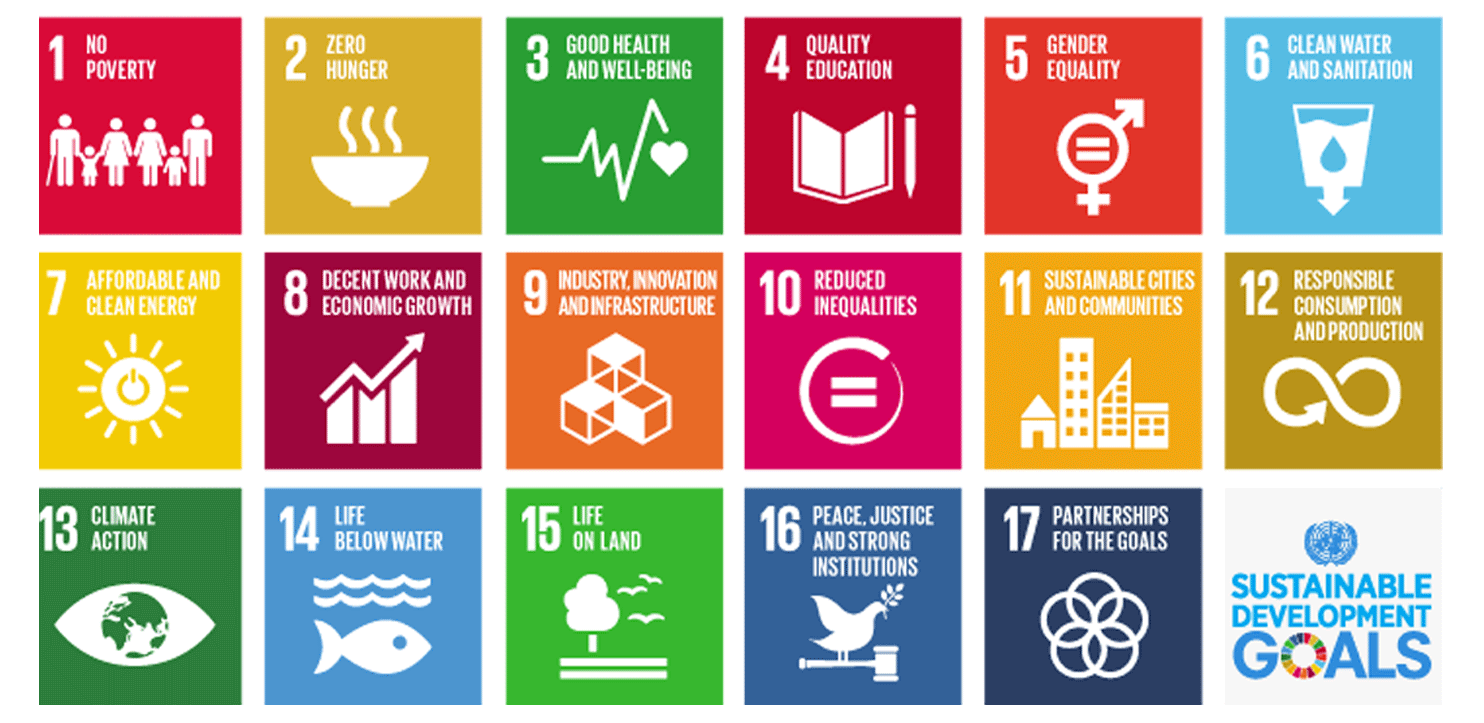 1 NO
POVERTY
2 ZERO
HUNGER
3 GOOD HEALTH
AND WELL-BEING
4 QUALITY
EDUCATION
5 GENDER
EQUALITY
6 CLEAN WATER
AND SANITATION
7 AFFORDABLE AND
CLEAN ENERGY
8 DECENT WORK AND
ECONOMIC GROWTH
9 INDUSTRY, INNOVATION
AND INFRASTRUCTURE
10 REDUCED
INEQUALITIES
11 SUSTAINABLE CITIES
AND COMMUNITIES
12 RESPONSIBLE
CONSUMPTION
AND PRODUCTION
13 CLIMATE
ACTION
14 LIFE
BELOW WATER
15 LIFE
ON LAND
16 PEACE, JUSTICE
AND STRONG
INSTITUTIONS
17 PARTNERSHIPS
FOR THE GOALS
SUSTAINABLE
DEVELOPMENT
GOALS